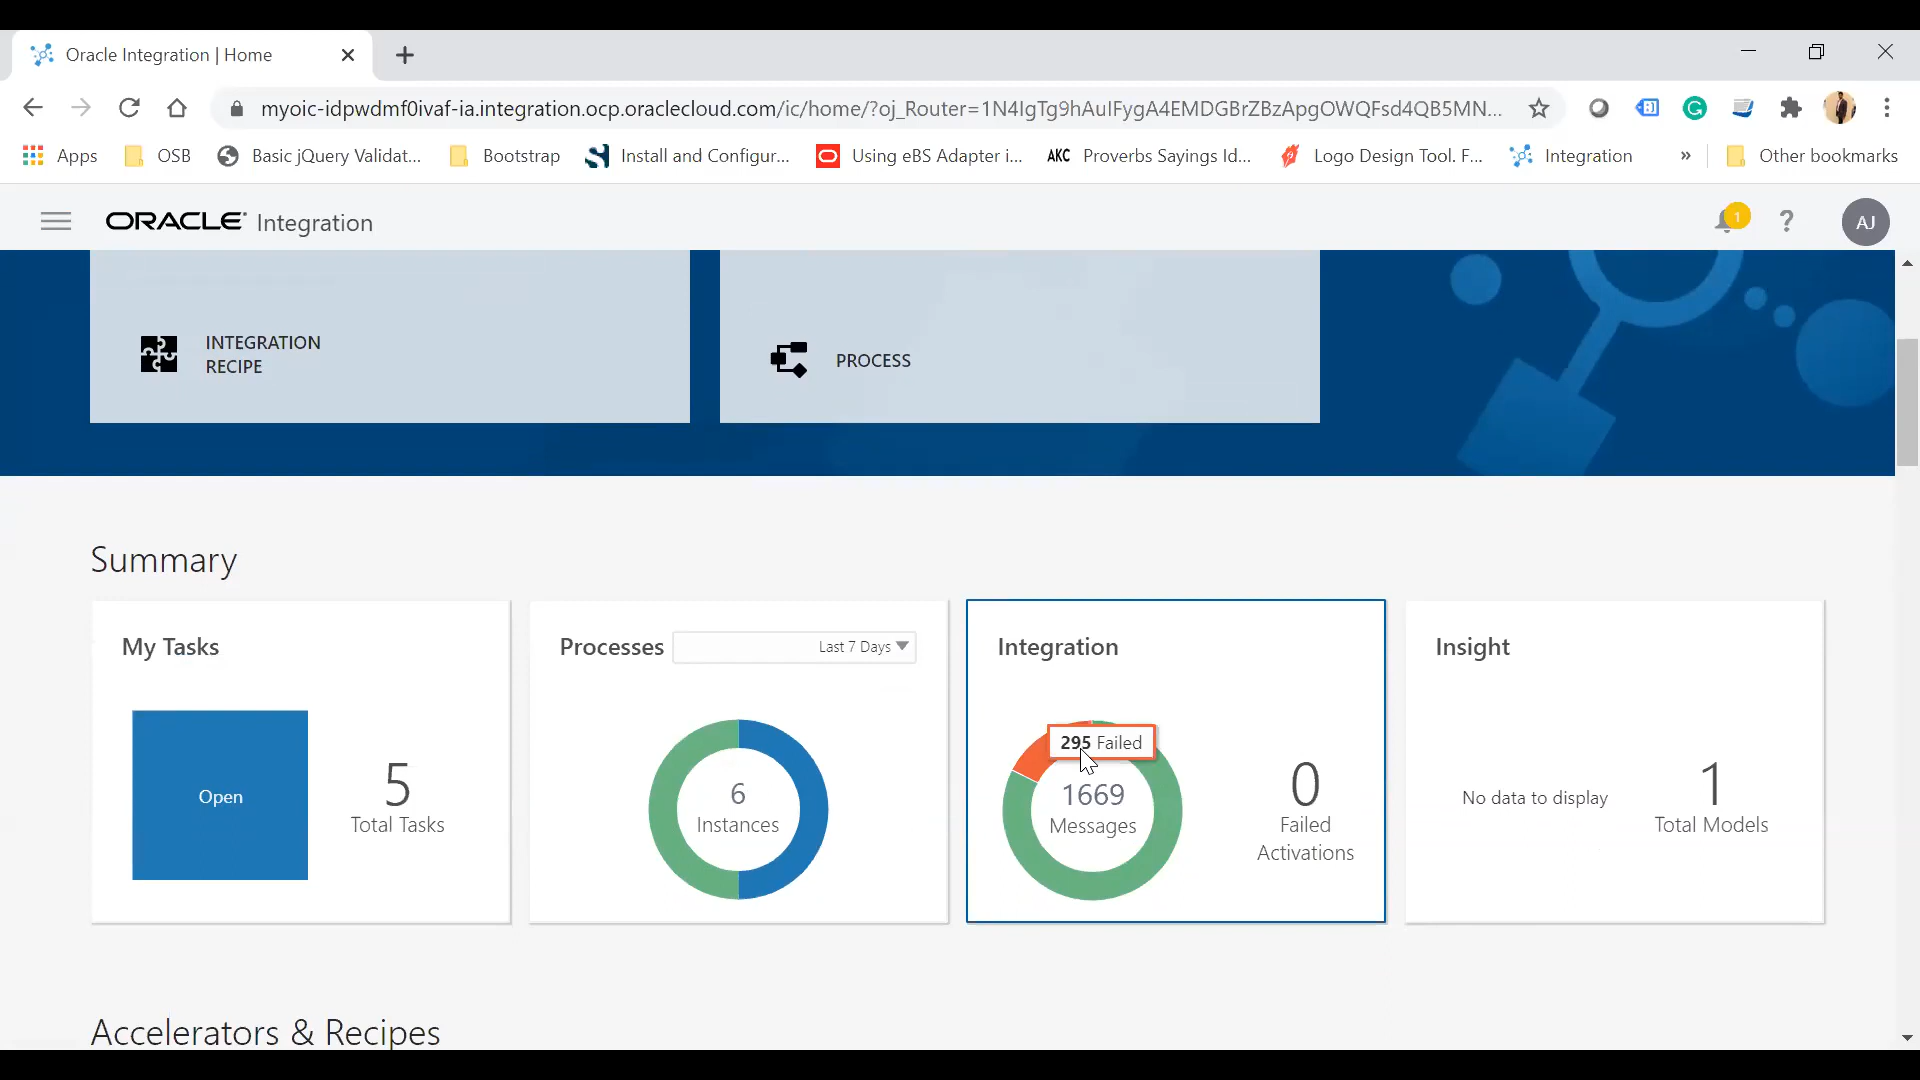 Oracle Integration | Home
myoic-idpwdmf0ivaf-ia.integration.ocp.oraclecloud.com/ic/home/?oj_Router=1N4IgTg9hAuIFygA4EMDGBrZBzApgOWQFsd4QB5MN...
Apps OSB Basic jQuery Validat... Bootstrap Install and Configur... Using eBS Adapter i... AKC Proverbs Sayings Id... Logo Design Tool. F... Integration » Other bookmarks
ORACLE Integration
1
?
AJ
INTEGRATION
RECIPE
PROCESS
Summary
My Tasks
Open
5
Total Tasks
Processes
Last 7 Days
6
Instances
Integration
295 Failed
1669
Messages
0
Failed
Activations
Insight
No data to display
1
Total Models
Accelerators & Recipes